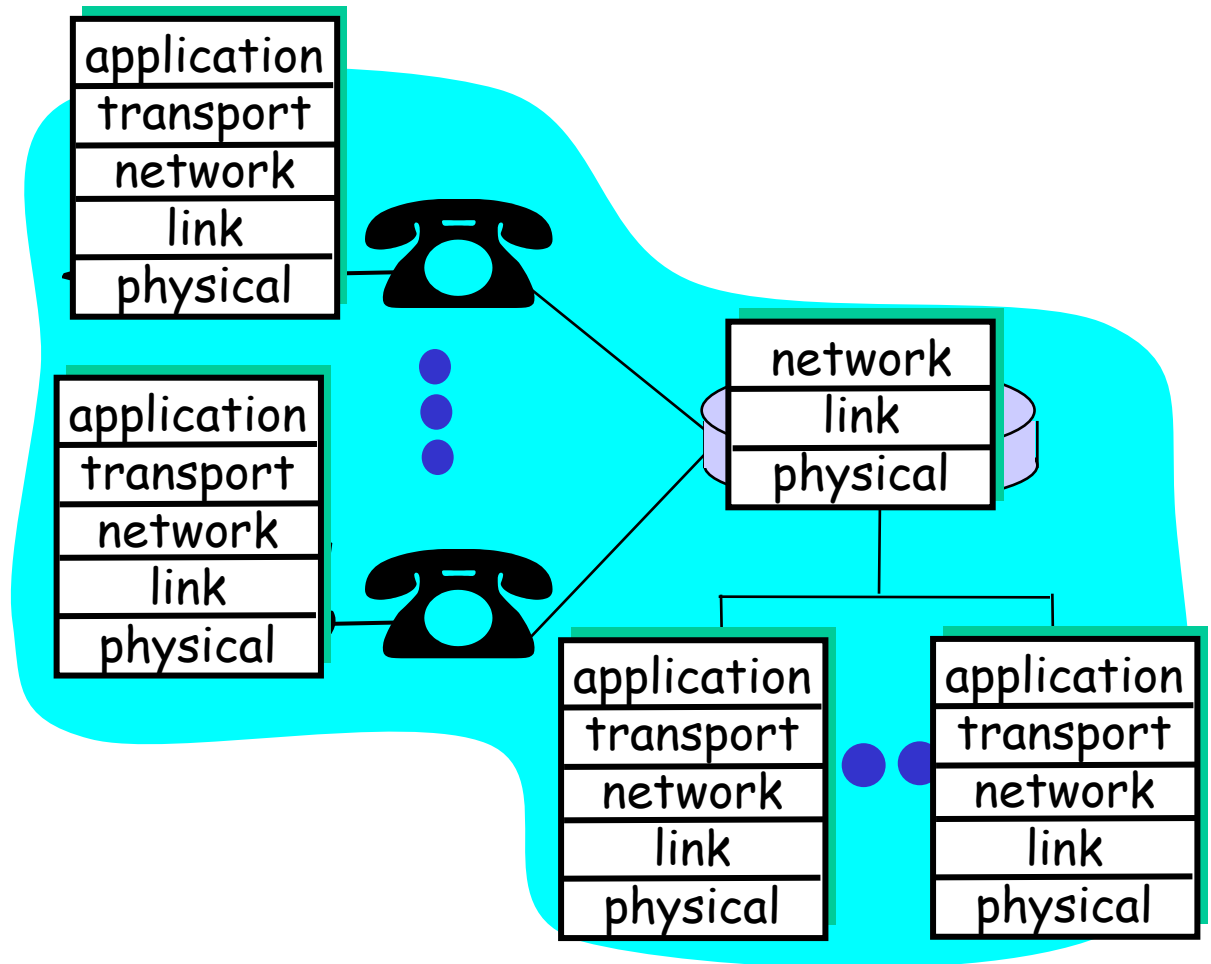 application
transport
network
link
physical
network
link
physical
application
transport
network
link
physical
application
transport
network
link
physical
application
transport
network
link
physical